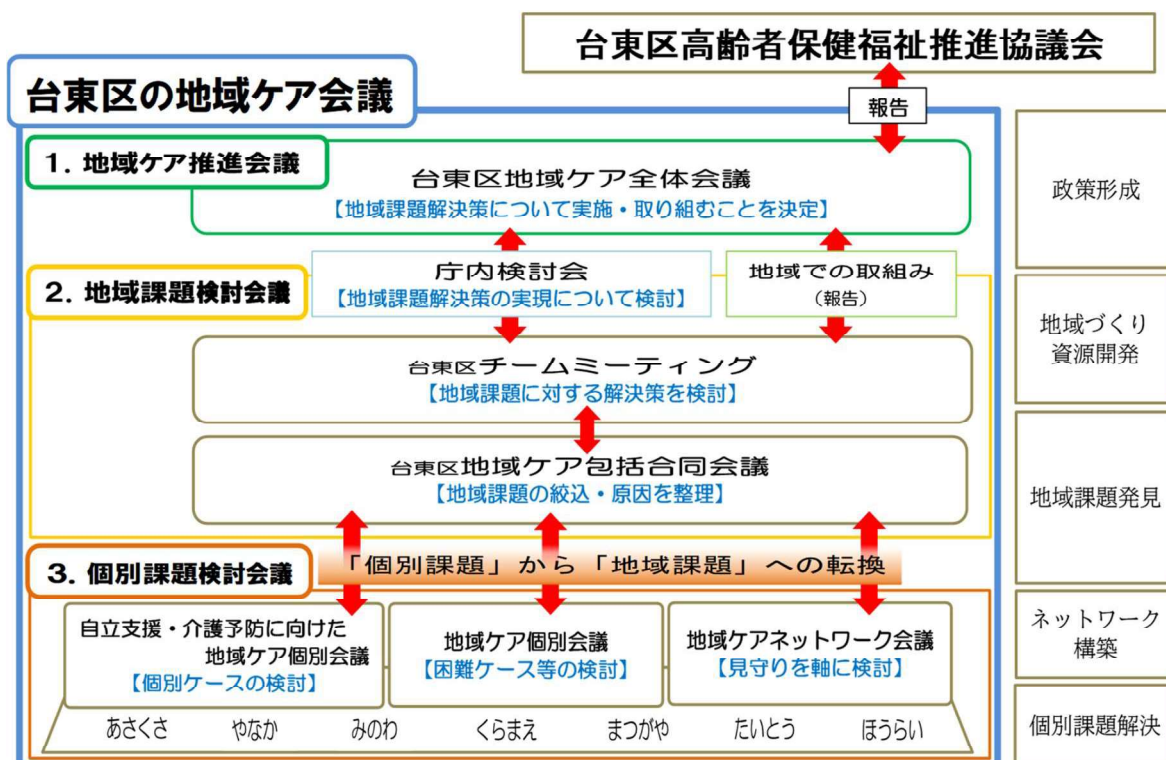 台東区高齢者保健福祉推進協議会
報告
台東区の地域ケア会議
1. 地域ケア推進会議
台東区地域ケア全体会議
【地域課題解決策について実施・取り組むことを決定】
庁内検討会
【地域課題解決策の実現について検討】
地域での取組み
（報告）
2. 地域課題検討会議
台東区チームミーティング
【地域課題に対する解決策を検討】
台東区地域ケア包括合同会議
【地域課題の絞込・原因を整理】
「個別課題」から「地域課題」への転換
3. 個別課題検討会議
自立支援・介護予防に向けた
地域ケア個別会議
【個別ケースの検討】
地域ケア個別会議
【困難ケース等の検討】
地域ケアネットワーク会議
【見守りを軸に検討】
あさくさ やなか みのわ くらまえ まつがや たいとう ほうらい
政策形成
地域づくり
資源開発
地域課題発見
ネットワーク
構築
個別課題解決